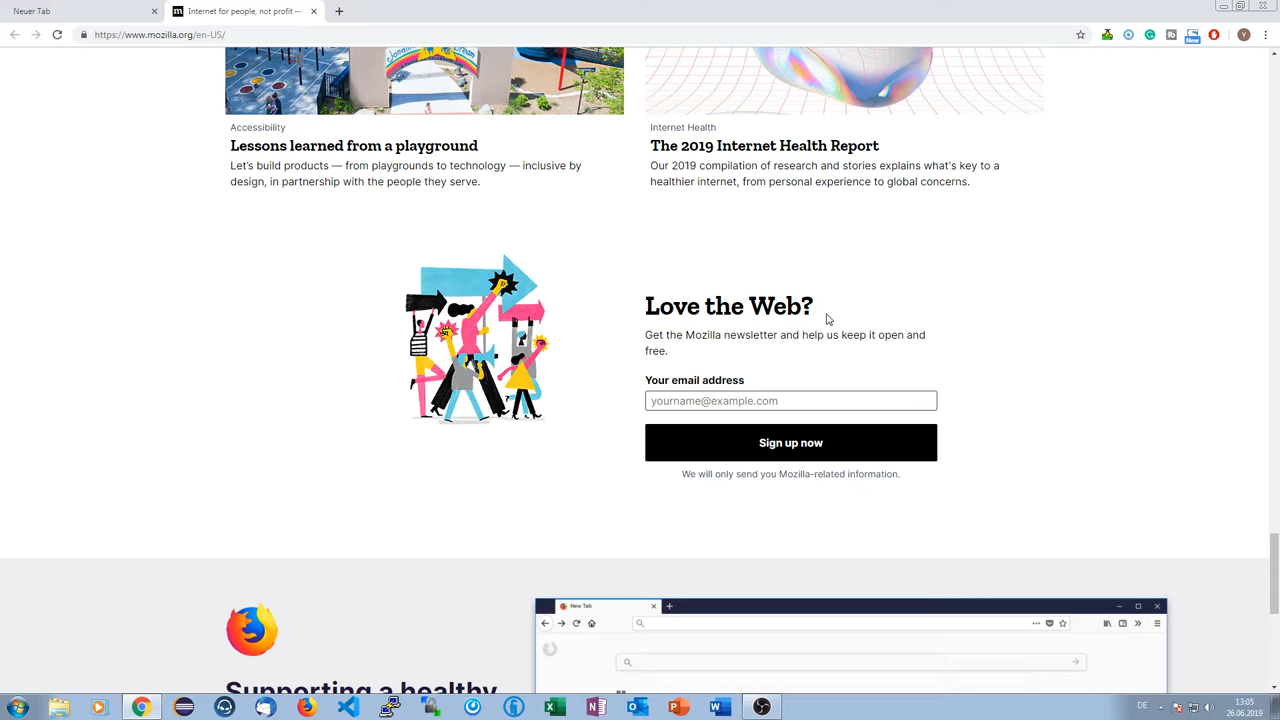 Neuer Tab
Internet for people, not profit —
https://www.mozilla.org/en-US/
New
Y
Accessibility
Lessons learned from a playground
Let's build products — from playgrounds to technology — inclusive by
design, in partnership with the people they serve.
Internet Health
The 2019 Internet Health Report
Our 2019 compilation of research and stories explains what's key to a
healthier internet, from personal experience to global concerns.
Love the Web?
Get the Mozilla newsletter and help us keep it open and
free.
Your email address
yourname@example.com
Sign up now
We will only send you Mozilla-related information.
New Tab
Supporting a healthy
DE
13:05
26.06.2019